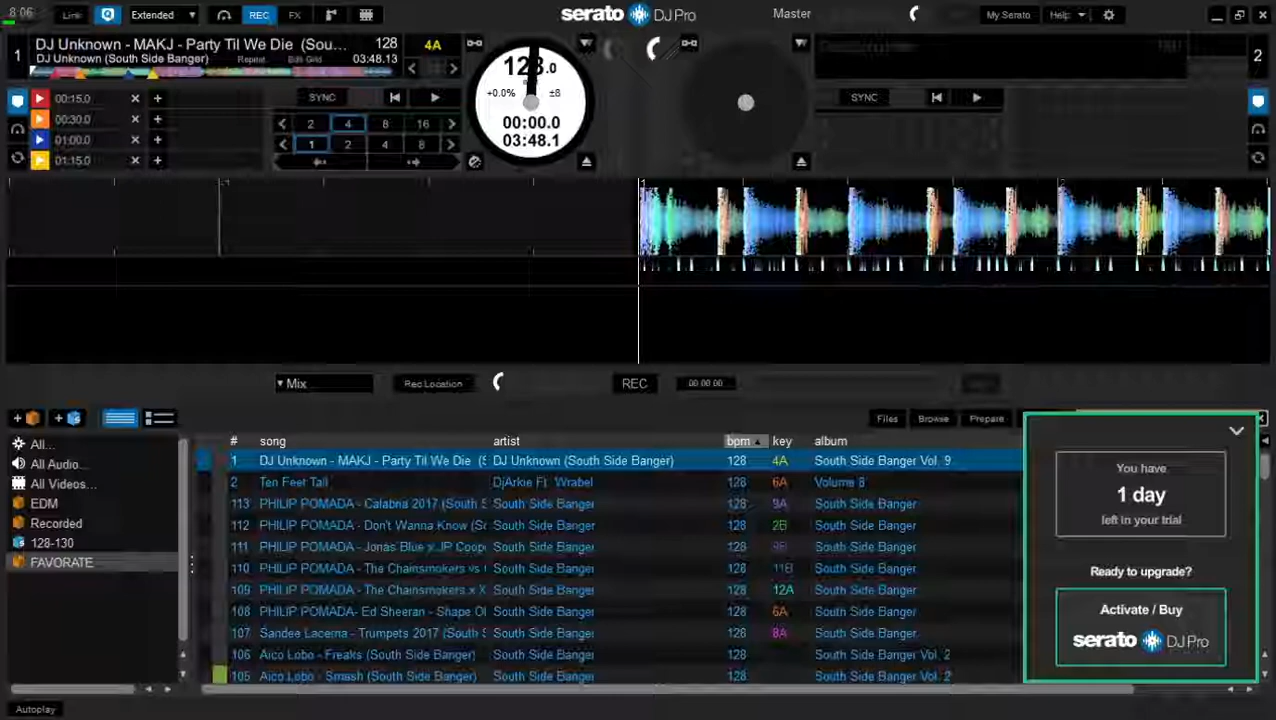 8:06 Link Extended REC FX serato DJ Pro Master My Serato Help
1 DJ Unknown - MAKJ - Party Til We Die (Sou... 128 4A
DJ Unknown (South Side Banger) Repeat Edit Grid 03:48.13
2
128.0
+0.0% ±8
00:00.0
03:48.1
00:15.0
00:30.0
01:00.0
01:15.0
SYNC
2 4 8 16
1 2 4 8
SYNC
Mix Rec Location REC 00:00:00
Files Browse Prepare
All...
All Audio...
All Videos...
EDM
Recorded
128-130
FAVORATE
# song artist bpm key album
1 DJ Unknown - MAKJ - Party Til We Die (S DJ Unknown (South Side Banger) 128 4A South Side Banger Vol. 9
2 Ten Feet Tall DjArkie Ft. Wrabel 128 6A Volume 8
113 PHILIP POMADA - Calabria 2017 (South S South Side Banger 128 9A South Side Banger
112 PHILIP POMADA - Don't Wanna Know (So South Side Banger 128 2B South Side Banger
111 PHILIP POMADA - Jonas Blue x JP Coope South Side Banger 128 South Side Banger
110 PHILIP POMADA - The Chainsmokers vs South Side Banger 128 11B South Side Banger
109 PHILIP POMADA - The Chainsmokers x X South Side Banger 128 12A South Side Banger
108 PHILIP POMADA- Ed Sheeran - Shape Of South Side Banger 128 6A South Side Banger
107 Sandee Lacerna - Trumpets 2017 (South S South Side Banger 128 8A South Side Banger
106 Aico Lobo - Freaks (South Side Banger) South Side Banger 128 South Side Banger Vol. 2
105 Aico Lobo - Smash (South Side Banger) South Side Banger 128 South Side Banger Vol. 2
You have
1 day
left in your trial
Ready to upgrade?
Activate / Buy
serato DJ Pro
Autoplay